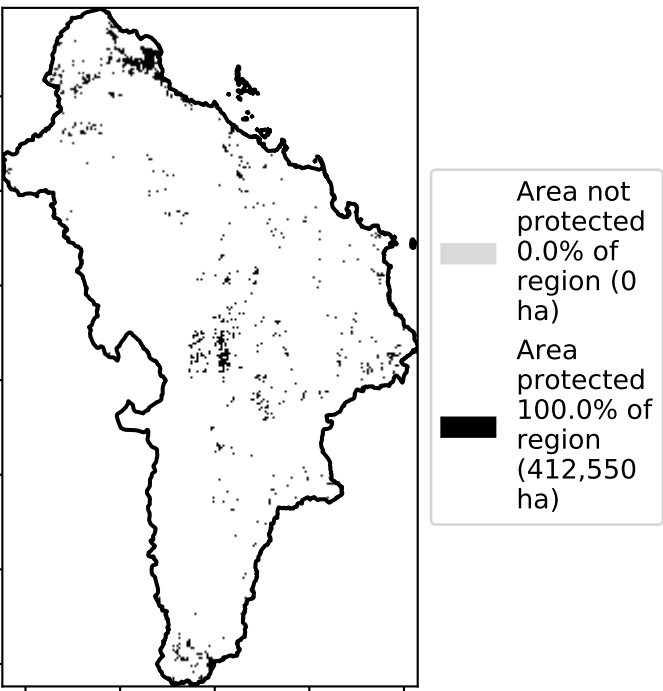 Area not
protected
0.0% of
region (0
ha)
Area
protected
100.0% of
region
(412,550
ha)